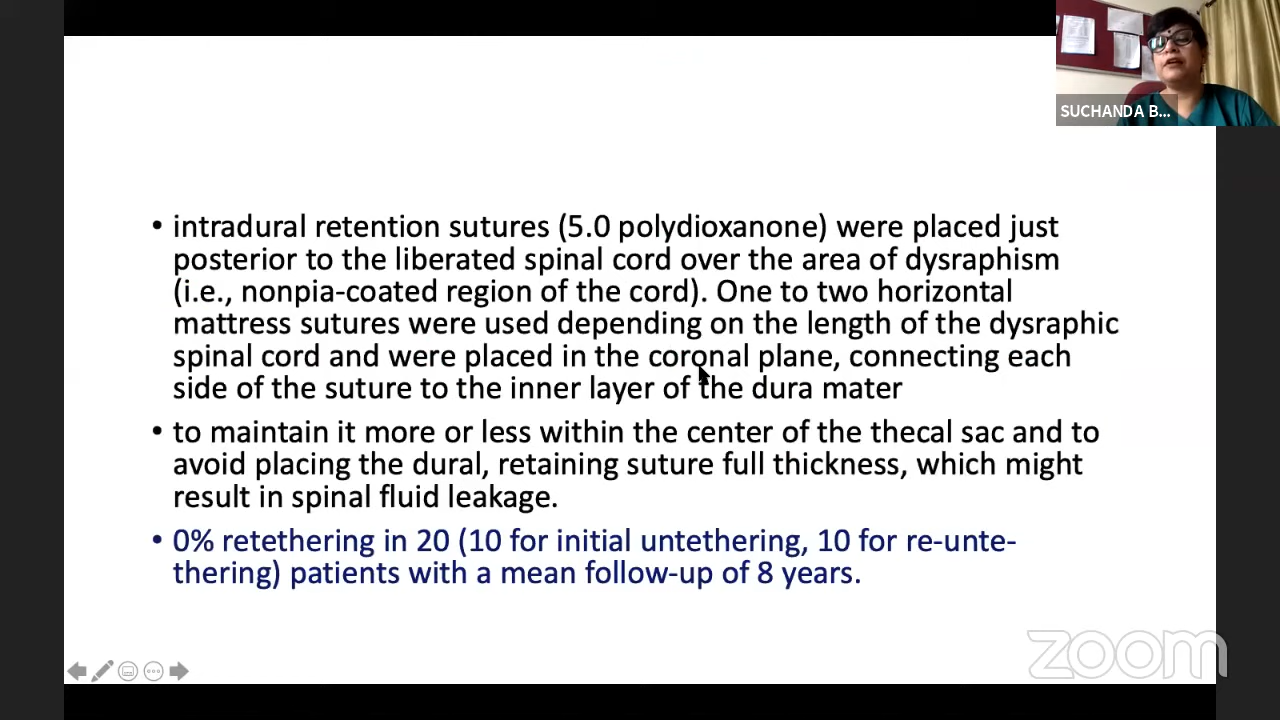 SUCHANDA B...
• intradural retention sutures (5.0 polydioxanone) were placed just
posterior to the liberated spinal cord over the area of dysraphism
(i.e., nonpia-coated region of the cord). One to two horizontal
mattress sutures were used depending on the length of the dysraphic
spinal cord and were placed in the coronal plane, connecting each
side of the suture to the inner layer of the dura mater
• to maintain it more or less within the center of the thecal sac and to
avoid placing the dural, retaining suture full thickness, which might
result in spinal fluid leakage.
• 0% retethering in 20 (10 for initial untethering, 10 for re-unte-
thering) patients with a mean follow-up of 8 years.
zoom